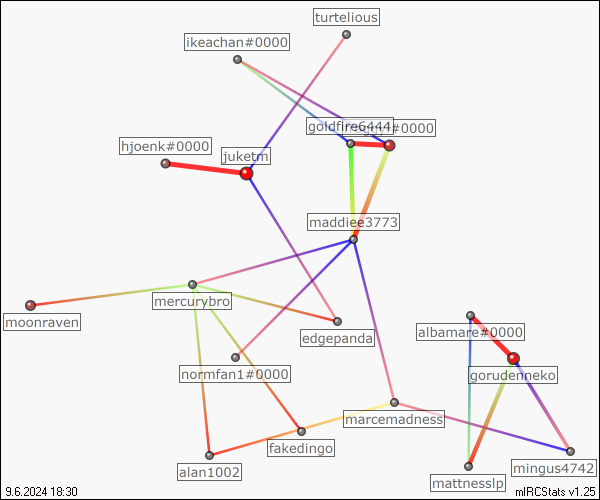 turtelious
ikeachan#0000
goldfire6444
#0000
hjoenk#0000
juketm
maddiee3773
mercurybro
moonraven
edgepanda
albamare#0000
gorudenneko
normfan1#0000
marcemadness
fakedingo
alan1002
mingus4742
mattnesslp
9.6.2024 18:30
mIRCStats v1.25